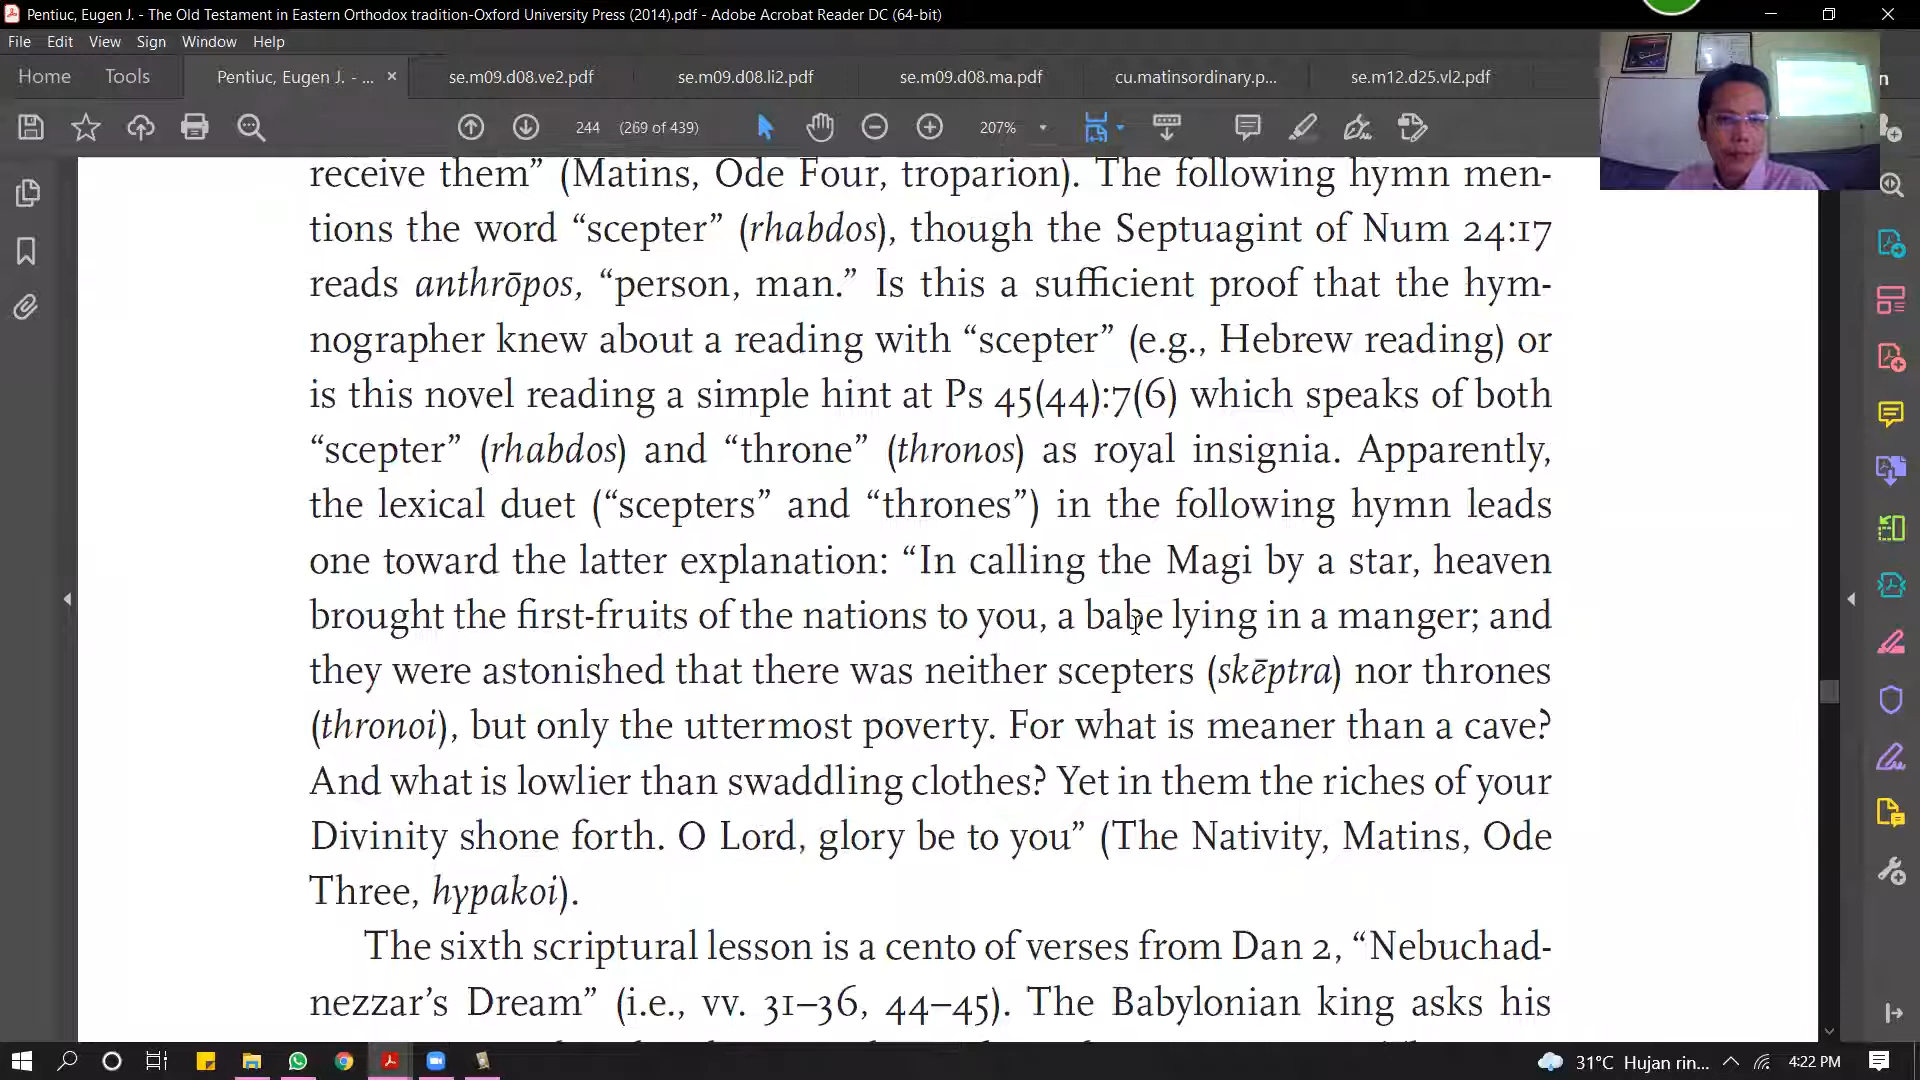 Pentiuc, Eugen J. - The Old Testament in Eastern Orthodox tradition-Oxford University Press (2014).pdf - Adobe Acrobat Reader DC (64-bit)
File Edit View Sign Window Help
Home Tools Pentiuc, Eugen J. - ... se.m09.d08.ve2.pdf se.m09.d08.li2.pdf se.m09.d08.ma.pdf cu.matinsordinary.p... se.m12.d25.vl2.pdf
244 (269 of 439) 207%
receive them” (Matins, Ode Four, troparion). The following hymn men-
tions the word “scepter” (rhabdos), though the Septuagint of Num 24:17
reads anthrōpos, “person, man.” Is this a sufficient proof that the hym-
nographer knew about a reading with “scepter” (e.g., Hebrew reading) or
is this novel reading a simple hint at Ps 45(44):7(6) which speaks of both
“scepter” (rhabdos) and “throne” (thronos) as royal insignia. Apparently,
the lexical duet (“scepters” and “thrones”) in the following hymn leads
one toward the latter explanation: “In calling the Magi by a star, heaven
brought the first-fruits of the nations to you, a babe lying in a manger; and
they were astonished that there was neither scepters (skēptra) nor thrones
(thronoi), but only the uttermost poverty. For what is meaner than a cave?
And what is lowlier than swaddling clothes? Yet in them the riches of your
Divinity shone forth. O Lord, glory be to you” (The Nativity, Matins, Ode
Three, hypakoi).
The sixth scriptural lesson is a cento of verses from Dan 2, “Nebuchad-
nezzar’s Dream” (i.e., vv. 31–36, 44–45). The Babylonian king asks his
31°C Hujan rin... 4:22 PM